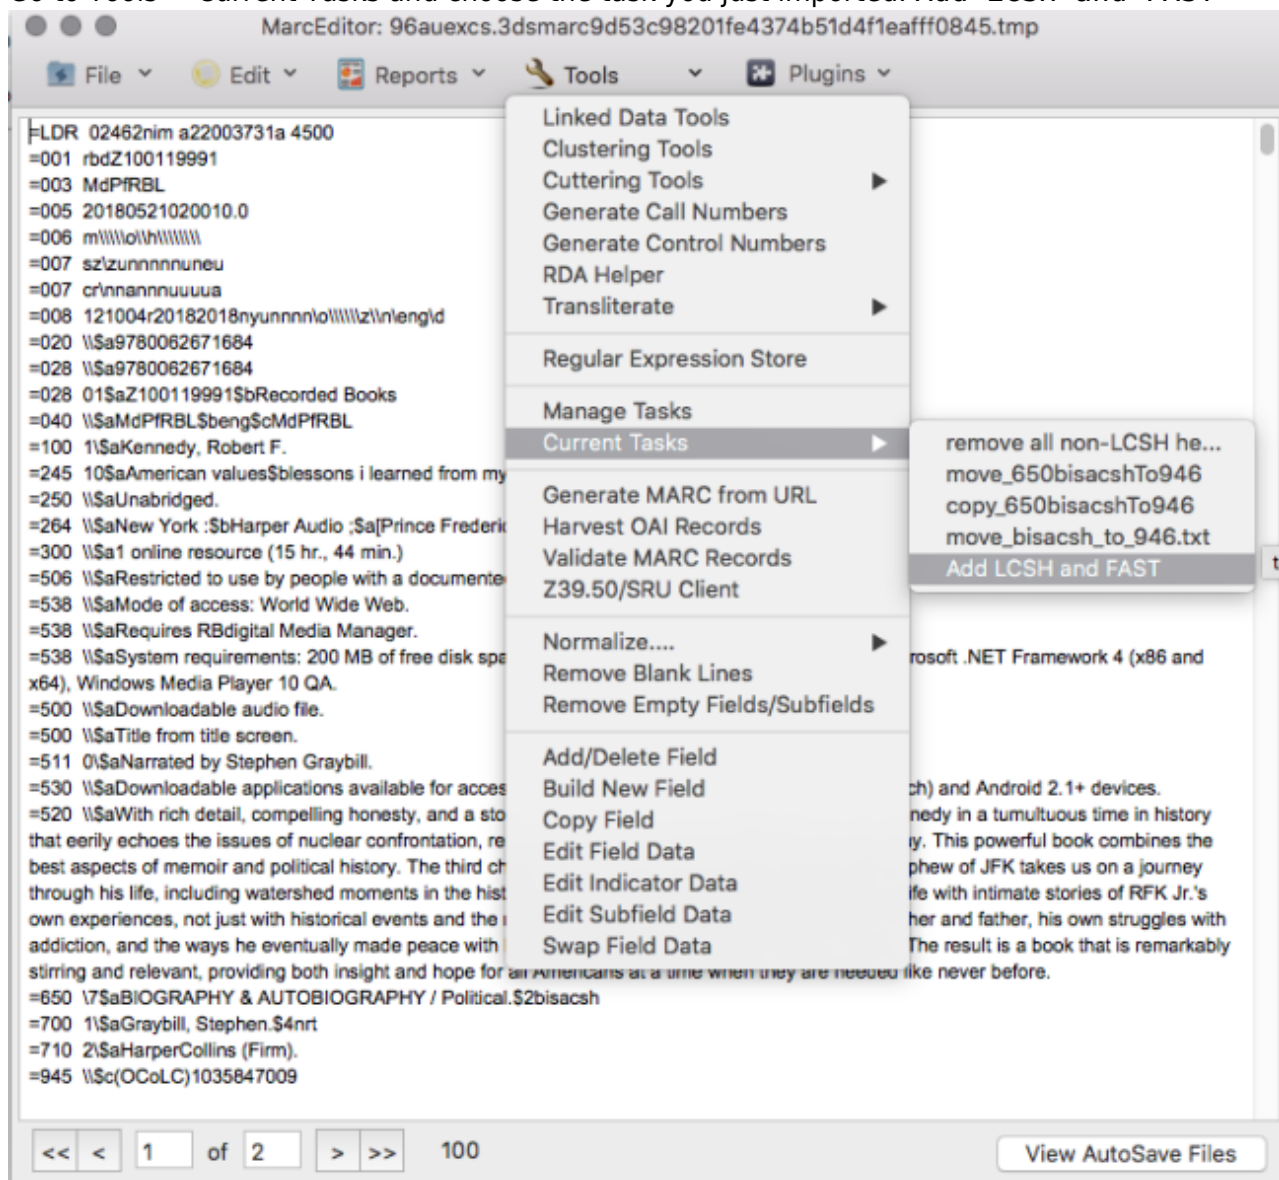 Go to Tools > Current Tasks and choose the task you just imported: Add "LCSH" and "FAST"
MarcEditor: 96auexcs.3dsmarc9d53c98201fe4374b51d4f1eafff0845.tmp
File Edit Reports Tools Plugins
=LDR 02462nim a22003731a 4500
=001 rbdZ100119991
=003 MdPfRBL
=005 20180521020010.0
=006 m\\\\\o\\h\\\\\\\\
=007 sz\zunnnnnuneu
=007 cr\nnannnuuuua
=008 121004r20182018nyunnnn\o\\\\\\z\\n\eng\d
=020 \\$a9780062671684
=028 \\$a9780062671684
=028 01$aZ100119991$bRecorded Books
=040 \\$aMdPfRBL$beng$cMdPfRBL
=100 1\$aKennedy, Robert F.
=245 10$aAmerican values$blessons i learned from my
=250 \\$aUnabridged.
=264 \\$aNew York :$bHarper Audio ;$a[Prince Frederic
=300 \\$a1 online resource (15 hr., 44 min.)
=506 \\$aRestricted to use by people with a documente
=538 \\$aMode of access: World Wide Web.
=538 \\$aRequires RBdigital Media Manager.
=538 \\$aSystem requirements: 200 MB of free disk spa rosoft .NET Framework 4 (x86 and
x64), Windows Media Player 10 QA.
=500 \\$aDownloadable audio file.
=500 \\$aTitle from title screen.
=511 0\$aNarrated by Stephen Graybill.
=530 \\$aDownloadable applications available for acces ch) and Android 2.1+ devices.
=520 \\$aWith rich detail, compelling honesty, and a sto nedy in a tumultuous time in history
that eerily echoes the issues of nuclear confrontation, re y. This powerful book combines the
best aspects of memoir and political history. The third ch phew of JFK takes us on a journey
through his life, including watershed moments in the hist ife with intimate stories of RFK Jr.'s
own experiences, not just with historical events and the her and father, his own struggles with
addiction, and the ways he eventually made peace with The result is a book that is remarkably
stirring and relevant, providing both insight and hope for all Americans at a time when they are needed like never before.
=650 \7$aBIOGRAPHY & AUTOBIOGRAPHY / Political.$2bisacsh
=700 1\$aGraybill, Stephen.$4nrt
=710 2\$aHarperCollins (Firm).
=945 \\$c(OCoLC)1035847009
Linked Data Tools
Clustering Tools
Cuttering Tools
Generate Call Numbers
Generate Control Numbers
RDA Helper
Transliterate
Regular Expression Store
Manage Tasks
Current Tasks
Generate MARC from URL
Harvest OAI Records
Validate MARC Records
Z39.50/SRU Client
Normalize....
Remove Blank Lines
Remove Empty Fields/Subfields
Add/Delete Field
Build New Field
Copy Field
Edit Field Data
Edit Indicator Data
Edit Subfield Data
Swap Field Data
remove all non-LCSH he...
move_650bisacshTo946
copy_650bisacshTo946
move_bisacsh_to_946.txt
Add LCSH and FAST
t
<< < 1 of 2 > >> 100
View AutoSave Files